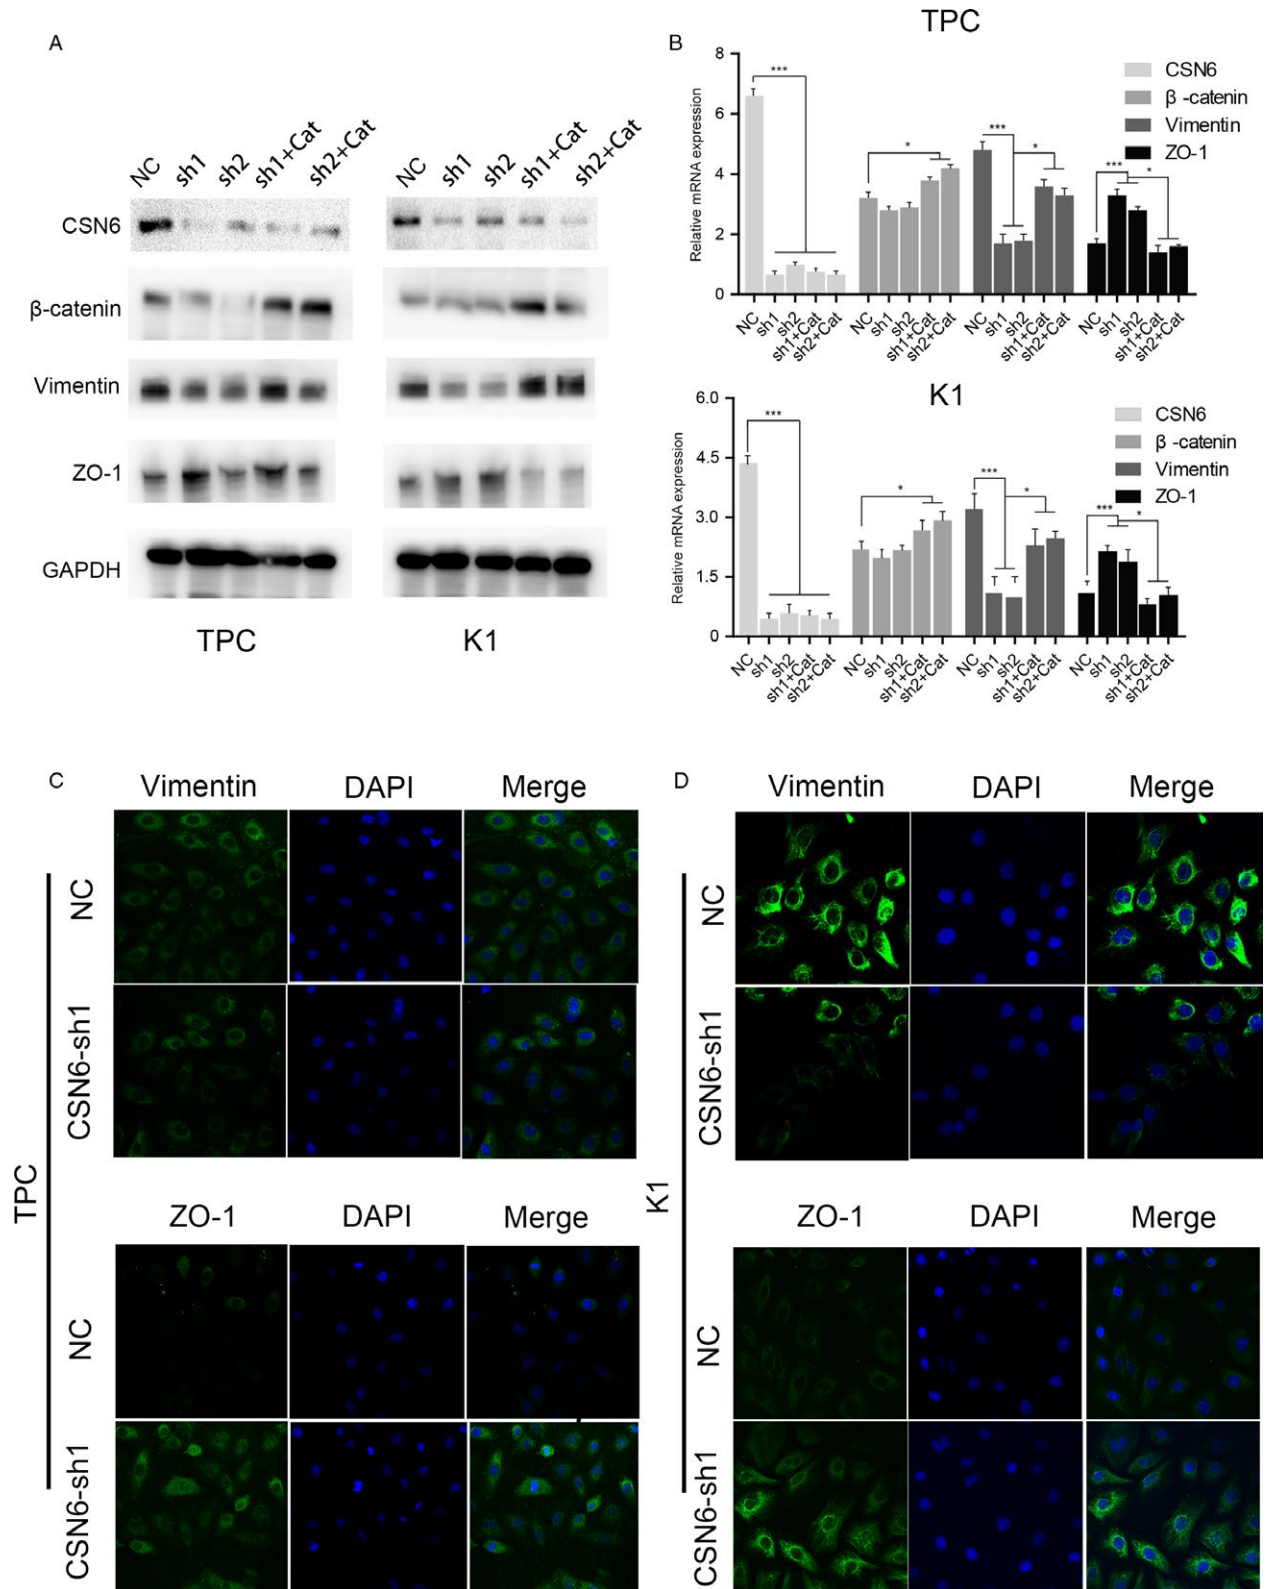 A
NC sh1 sh2 sh1+Cat sh2+Cat
NC sh1 sh2 sh1+Cat sh2+Cat
CSN6
β-catenin
Vimentin
ZO-1
GAPDH
TPC K1
B
TPC
Relative mRNA expression
8
6
4
2
0
CSN6
β -catenin
Vimentin
ZO-1
*** * *** * *** *
NC sh1 sh2 sh1+Cat sh2+Cat NC sh1 sh2 sh1+Cat sh2+Cat NC sh1 sh2 sh1+Cat sh2+Cat NC sh1 sh2 sh1+Cat sh2+Cat
K1
Relative mRNA expression
6.0
4.5
3.0
1.5
0
CSN6
β -catenin
Vimentin
ZO-1
*** * *** * *** *
NC sh1 sh2 sh1+Cat sh2+Cat NC sh1 sh2 sh1+Cat sh2+Cat NC sh1 sh2 sh1+Cat sh2+Cat NC sh1 sh2 sh1+Cat sh2+Cat
C
Vimentin DAPI Merge
TPC
NC
CSN6-sh1
ZO-1 DAPI Merge
NC
CSN6-sh1
D
Vimentin DAPI Merge
K1
NC
CSN6-sh1
ZO-1 DAPI Merge
NC
CSN6-sh1